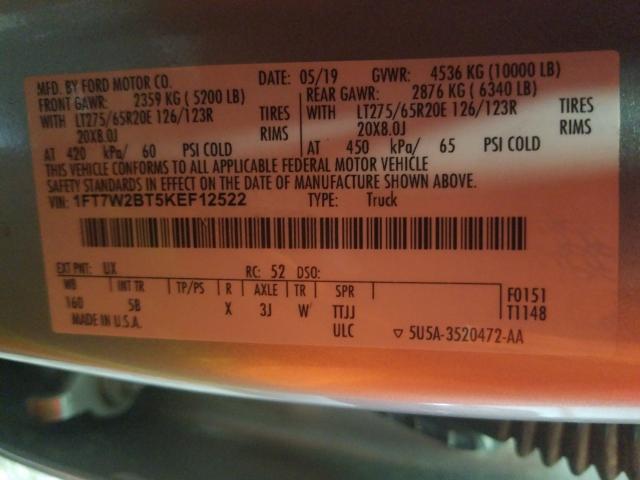 MFD. BY FORD MOTOR CO. DATE: 05/19 GVWR: 4536 KG (10000 LB)
FRONT GAWR: 2359 KG (5200 LB) REAR GAWR: 2876 KG (6340 LB)
WITH LT275/65R20E 126/123R TIRES WITH LT275/65R20E 126/123R TIRES
20X8.0J RIMS 20X8.0J RIMS
AT 420 kPa/ 60 PSI COLD AT 450 kPa/ 65 PSI COLD
THIS VEHICLE CONFORMS TO ALL APPLICABLE FEDERAL MOTOR VEHICLE
SAFETY STANDARDS IN EFFECT ON THE DATE OF MANUFACTURE SHOWN ABOVE.
VIN: 1FT7W2BT5KEF12522 TYPE: Truck
EXT PNT: UX RC: 52 DSO:
WB INT TR TP/PS R AXLE TR SPR F0151
160 5B X 3J W TTJJ T1148
MADE IN U.S.A. ULC ▽ 5U5A-3520472-AA